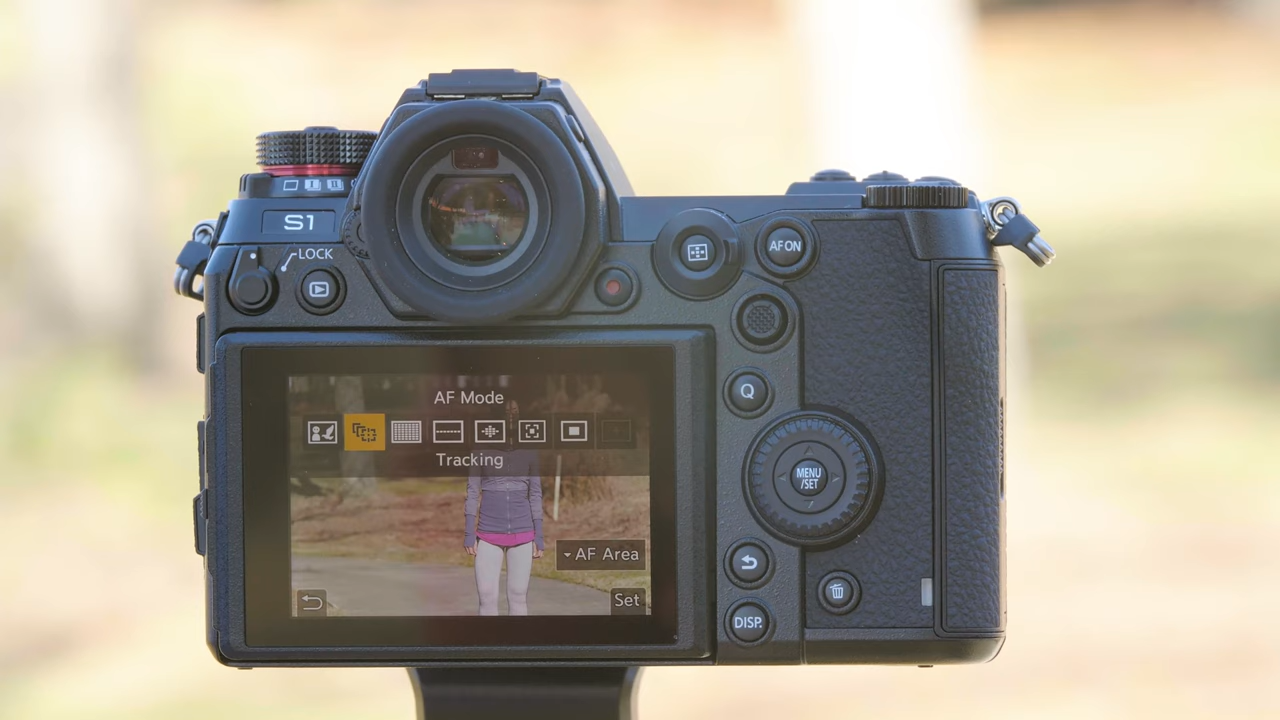 S1
LOCK
AF ON
Q
AF Mode
Tracking
MENU
/SET
AF Area
Set
DISP.